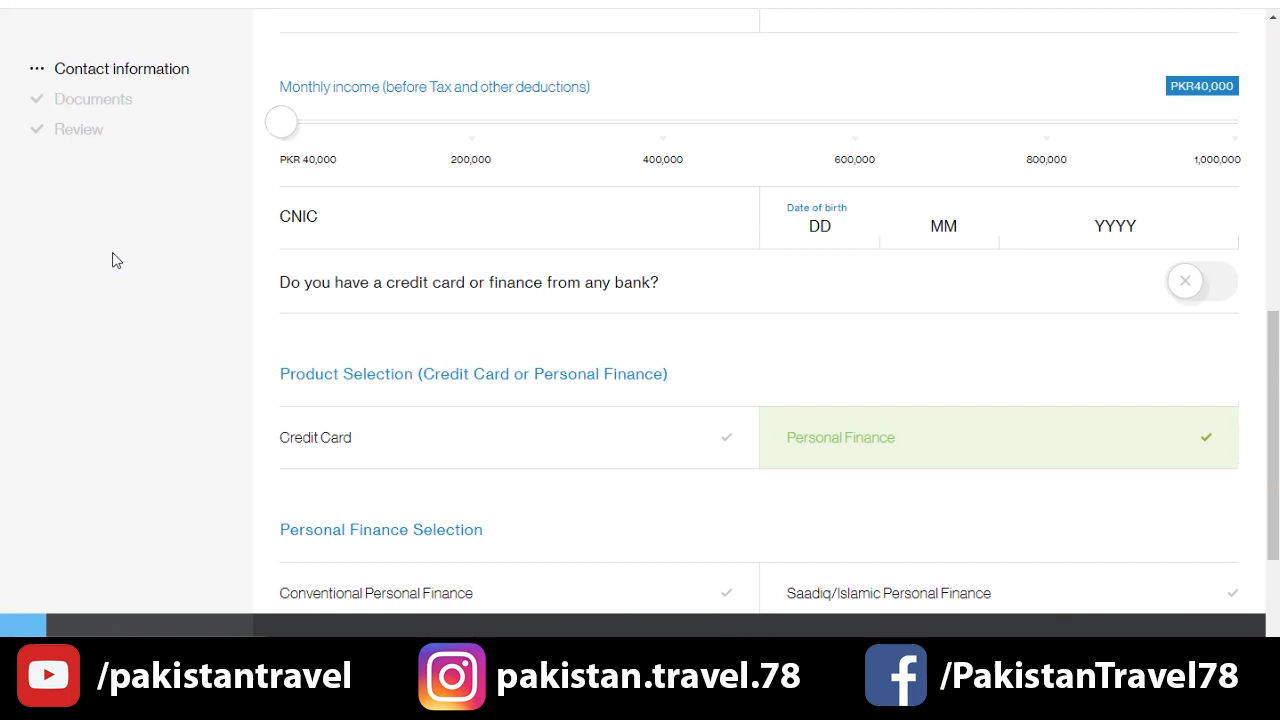 Contact information
Documents
Review
Monthly income (before Tax and other deductions)
PKR40,000
PKR 40,000 200,000 400,000 600,000 800,000 1,000,000
CNIC
Date of birth
DD MM YYYY
Do you have a credit card or finance from any bank?
Product Selection (Credit Card or Personal Finance)
Credit Card
Personal Finance
Personal Finance Selection
Conventional Personal Finance
Saadiq/Islamic Personal Finance
/pakistantravel
pakistan.travel.78
/PakistanTravel78